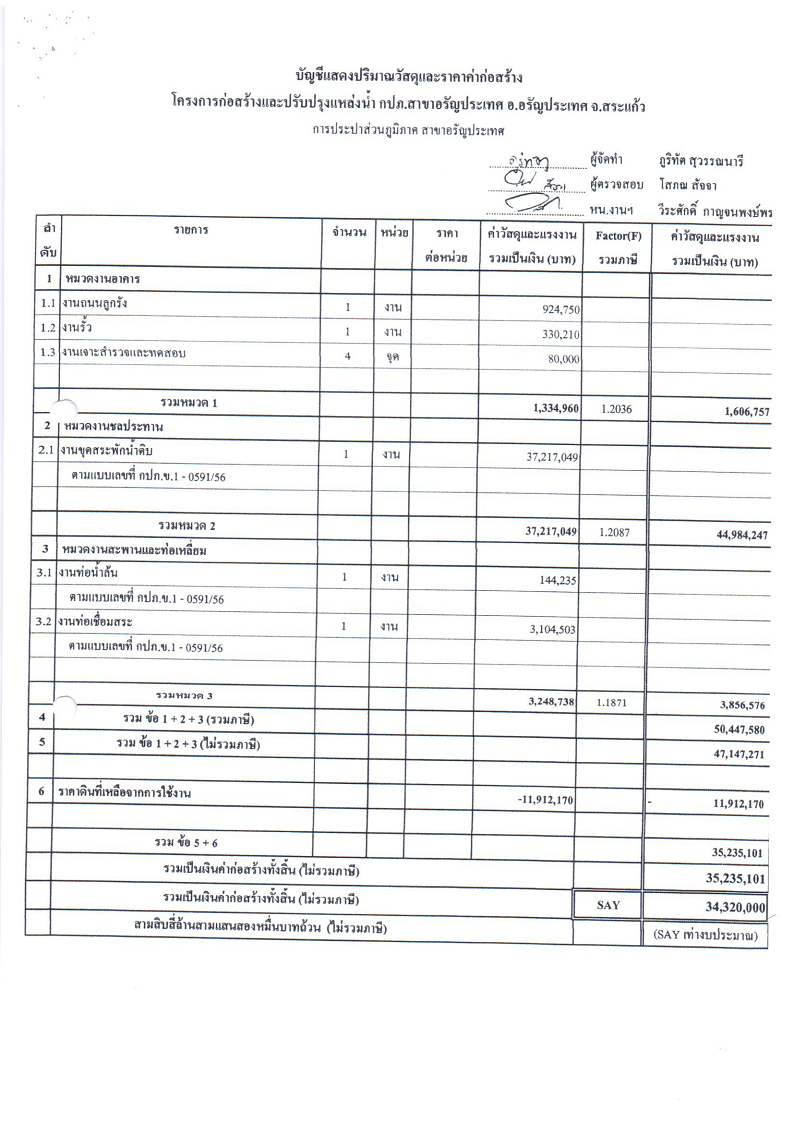 บัญชีแสดงปริมาณวัสดุและราคาค่าก่อสร้าง
โครงการก่อสร้างและปรับปรุงแหล่งน้ำ กปภ.สาขาอรัญประเทศ อ.อรัญประเทศ จ.สระแก้ว
การประปาส่วนภูมิภาค สาขาอรัญประเทศ
ผู้จัดทำ ภูริทัต สุวรรณนารี
ผู้ตรวจสอบ โสภณ สัจจา
หน.งานฯ วีระศักดิ์ กาญจนพงษ์พร
ลำดับ รายการ จำนวน หน่วย ราคาต่อหน่วย ค่าวัสดุและแรงงาน รวมเป็นเงิน (บาท) Factor(F) รวมภาษี ค่าวัสดุและแรงงาน รวมเป็นเงิน (บาท)
1 หมวดงานอาคาร
1.1 งานถนนลูกรัง 1 งาน 924,750
1.2 งานรั้ว 1 งาน 330,210
1.3 งานเจาะสำรวจและทดสอบ 4 จุด 80,000
รวมหมวด 1 1,334,960 1.2036 1,606,757
2 หมวดงานชลประทาน
2.1 งานขุดสระพักน้ำดิบ 1 งาน 37,217,049
ตามแบบเลขที่ กปภ.ข.1 - 0591/56
รวมหมวด 2 37,217,049 1.2087 44,984,247
3 หมวดงานสะพานและท่อเหลี่ยม
3.1 งานท่อน้ำล้น 1 งาน 144,235
ตามแบบเลขที่ กปภ.ข.1 - 0591/56
3.2 งานท่อเชื่อมสระ 1 งาน 3,104,503
ตามแบบเลขที่ กปภ.ข.1 - 0591/56
รวมหมวด 3 3,248,738 1.1871 3,856,576
4 รวม ข้อ 1 + 2 + 3 (รวมภาษี) 50,447,580
5 รวม ข้อ 1 + 2 + 3 (ไม่รวมภาษี) 47,147,271
6 ราคาดินที่เหลือจากการใช้งาน -11,912,170 - 11,912,170
รวม ข้อ 5 + 6 35,235,101
รวมเป็นเงินค่าก่อสร้างทั้งสิ้น (ไม่รวมภาษี) 35,235,101
รวมเป็นเงินค่าก่อสร้างทั้งสิ้น (ไม่รวมภาษี) SAY 34,320,000
สามสิบสี่ล้านสามแสนสองหมื่นบาทถ้วน (ไม่รวมภาษี) (SAY เท่างบประมาณ)